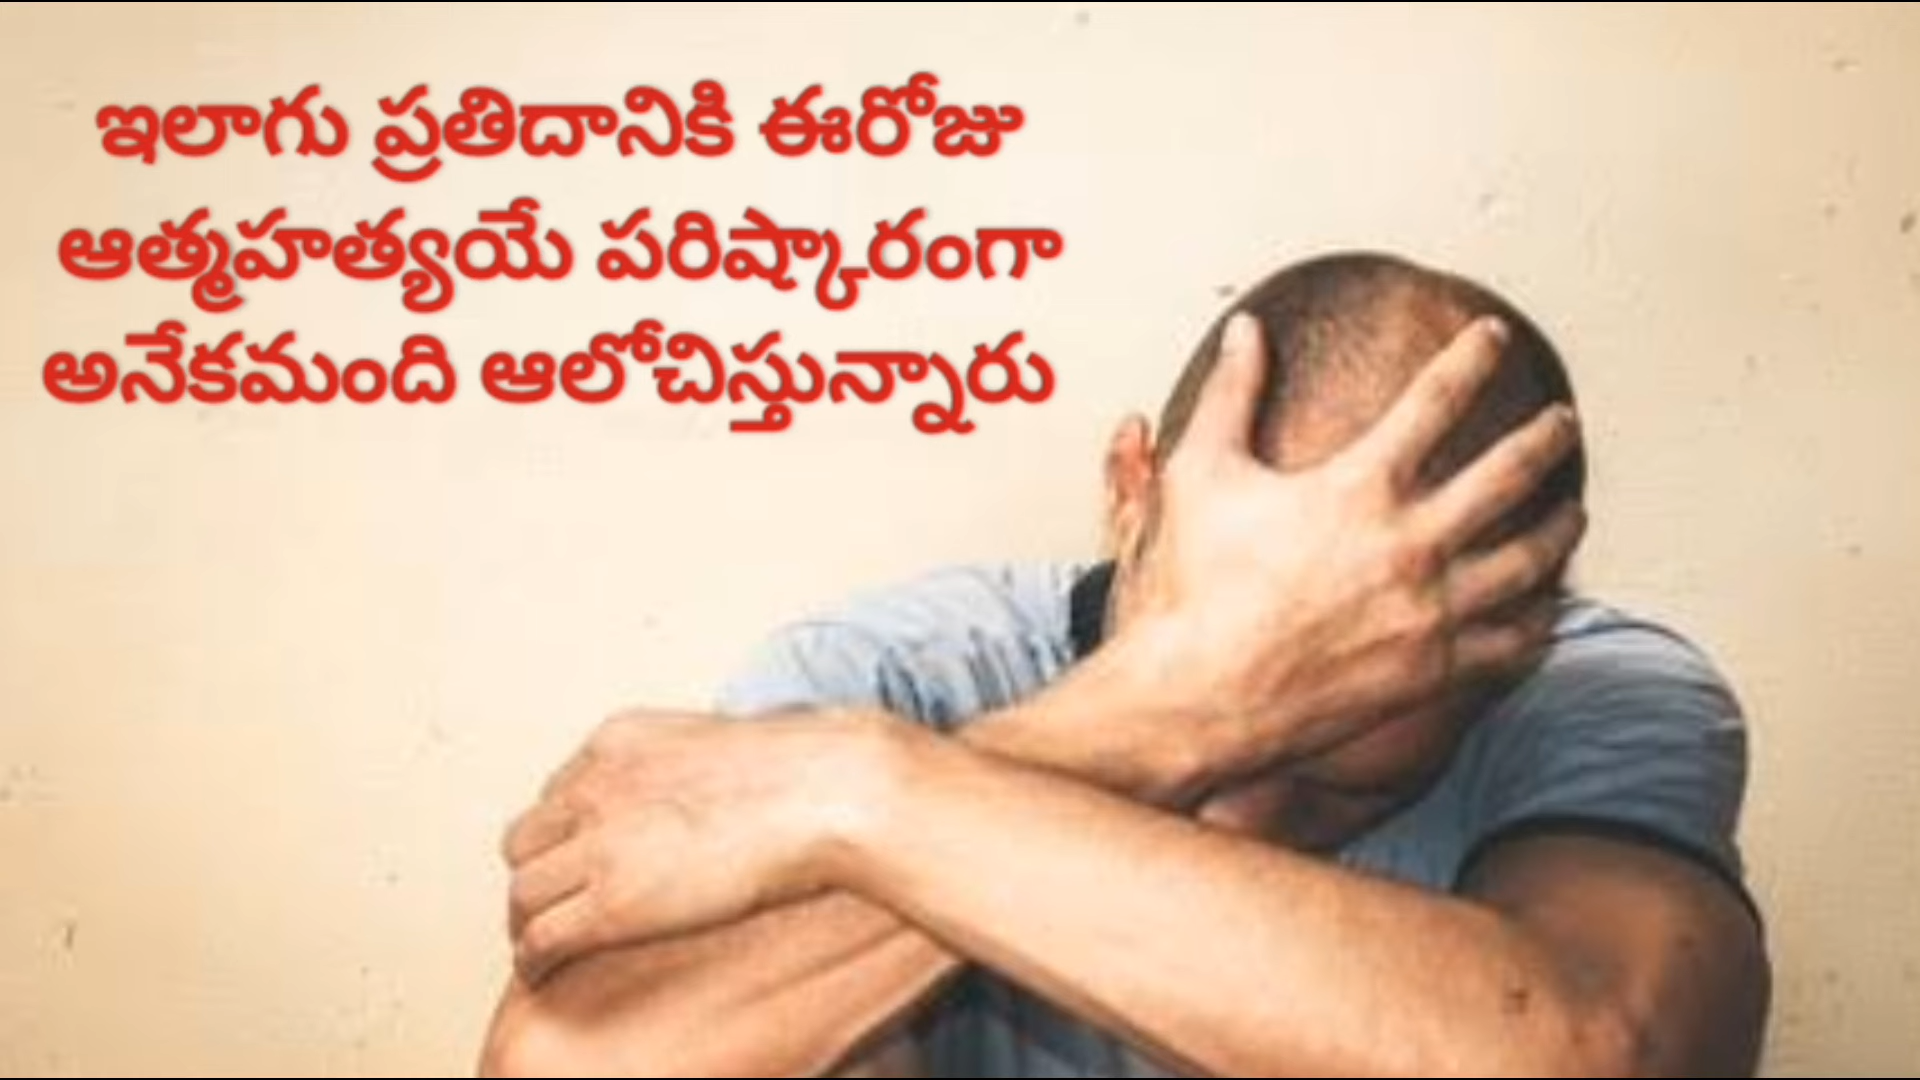 ఇలాగు ప్రతిదానికి ఈరోజు
ఆత్మహత్యయే పరిష్కారంగా
అనేకమంది ఆలోచిస్తున్నారు